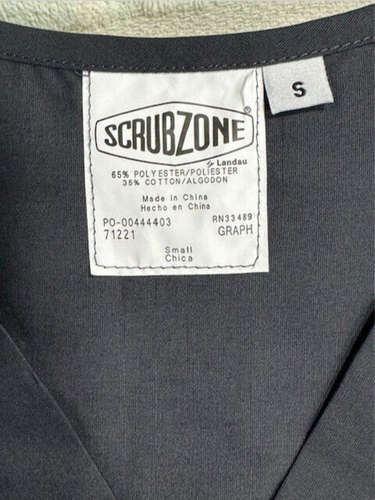 SCRUBZONE®
by Landau
65% POLYESTER/POLIESTER
35% COTTON/ALGODON
Made in China
Hecho en China
PO-00444403 RN33489
71221 GRAPH
Small
Chica
S